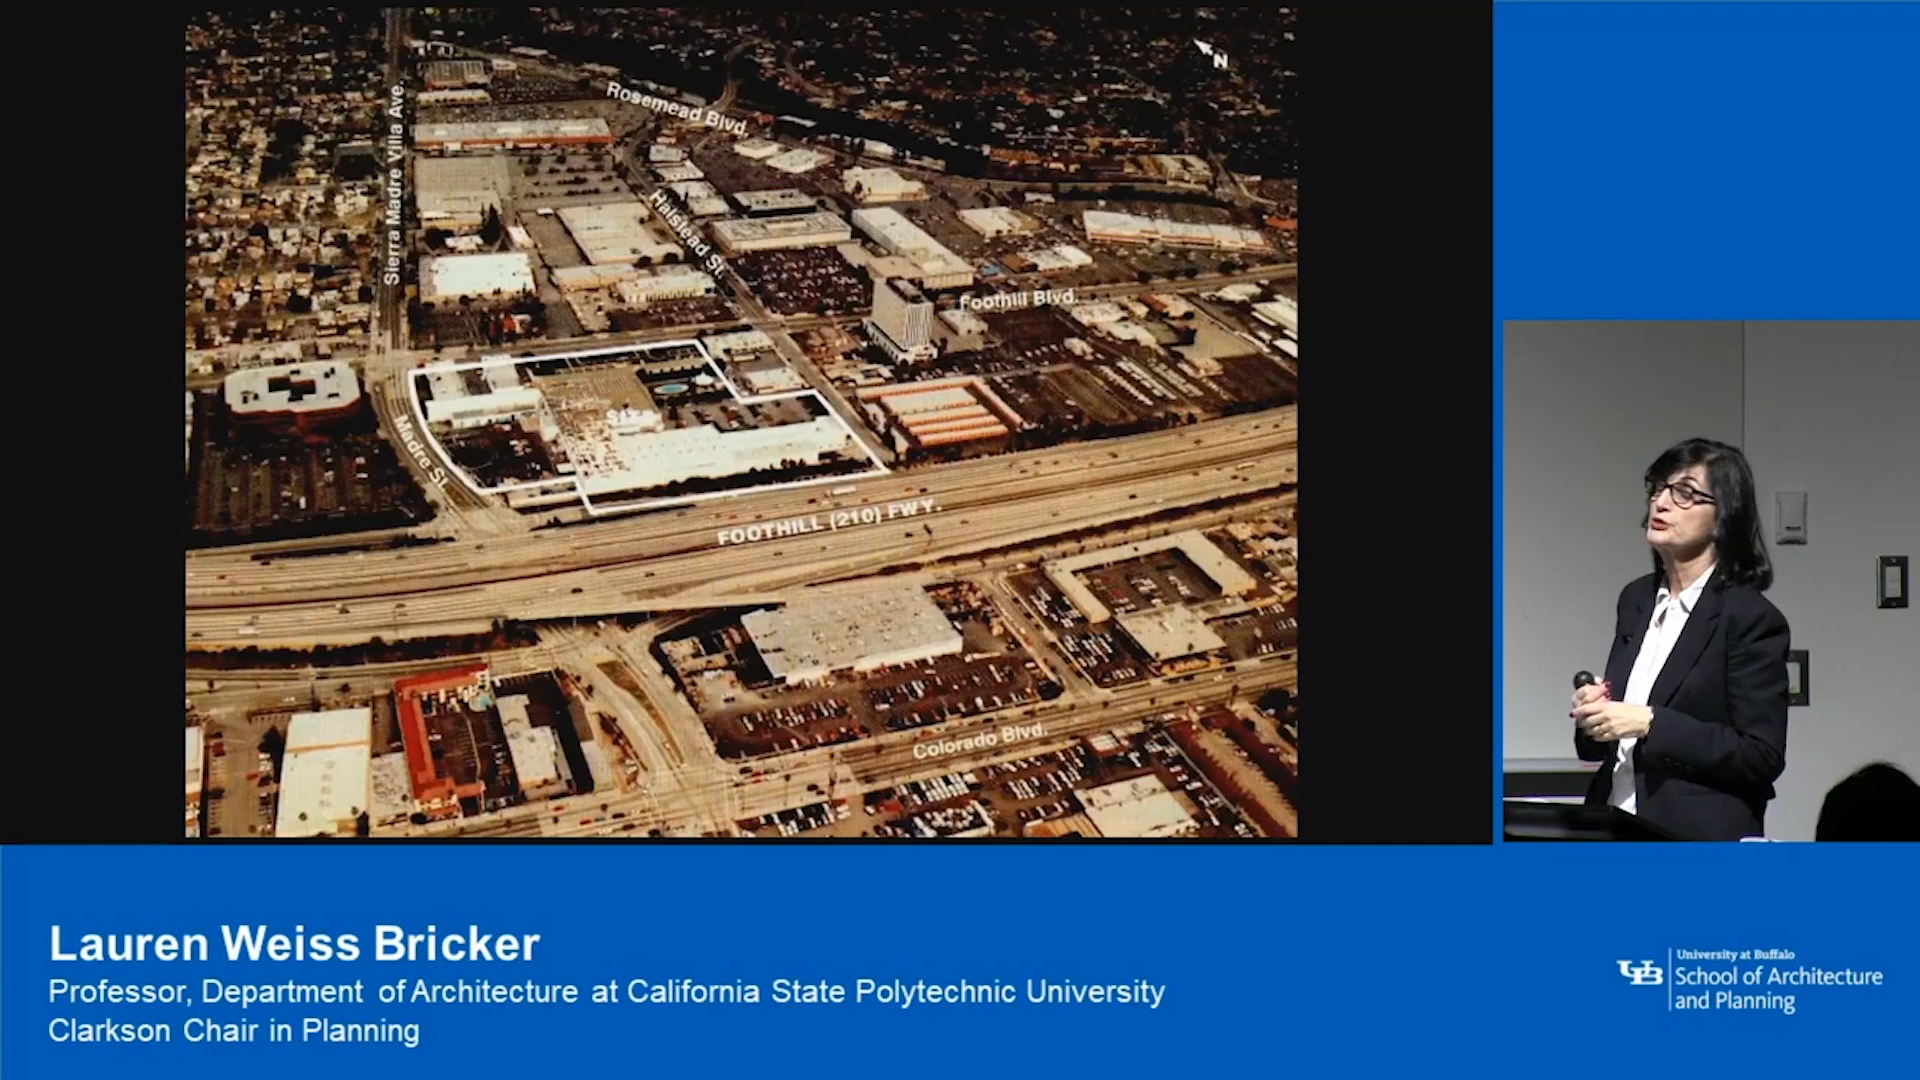 N
Rosemead Blvd.
Sierra Madre Villa Ave.
Halstead St.
Foothill Blvd.
Madre St.
FOOTHILL (210) FWY.
Colorado Blvd.
Lauren Weiss Bricker
Professor, Department of Architecture at California State Polytechnic University
Clarkson Chair in Planning
UB
University at Buffalo
School of Architecture
and Planning